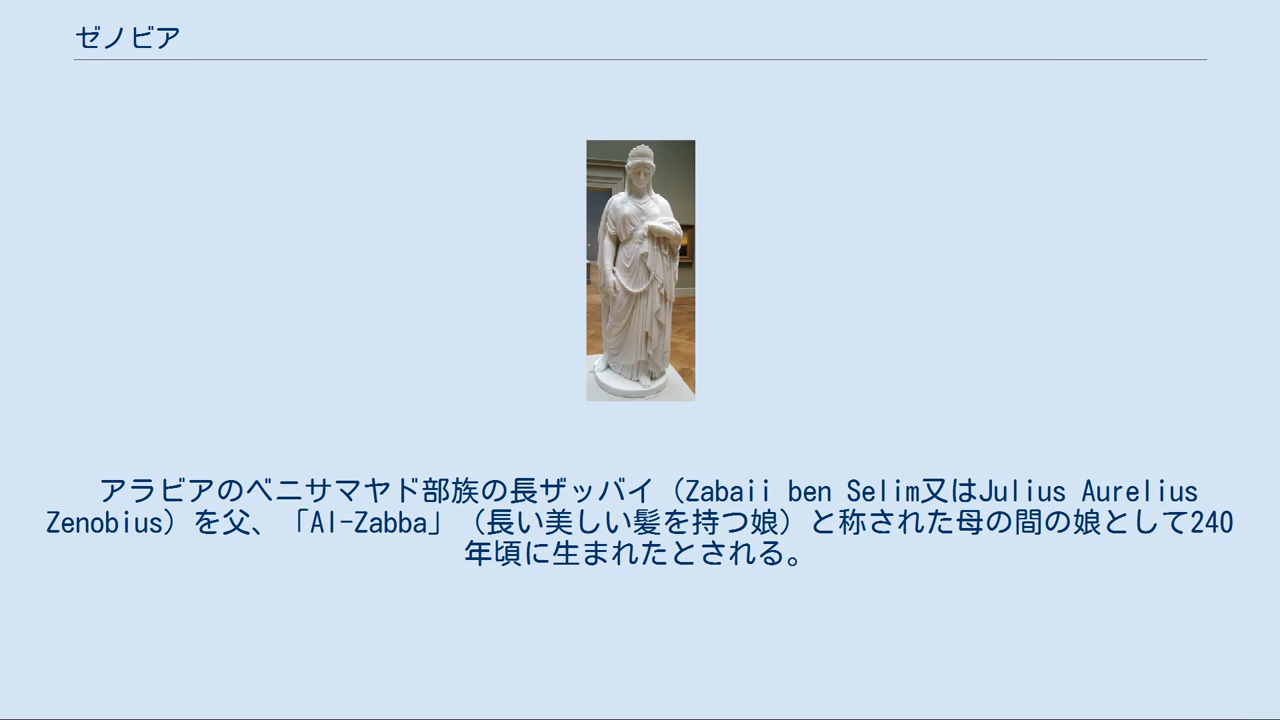 ゼノビア
アラビアのベニサマヤド部族の長ザッバイ（Zabaii ben Selim又はJulius Aurelius
Zenobius）を父、「Al-Zabba」（長い美しい髪を持つ娘）と称された母の間の娘として240
年頃に生まれたとされる。